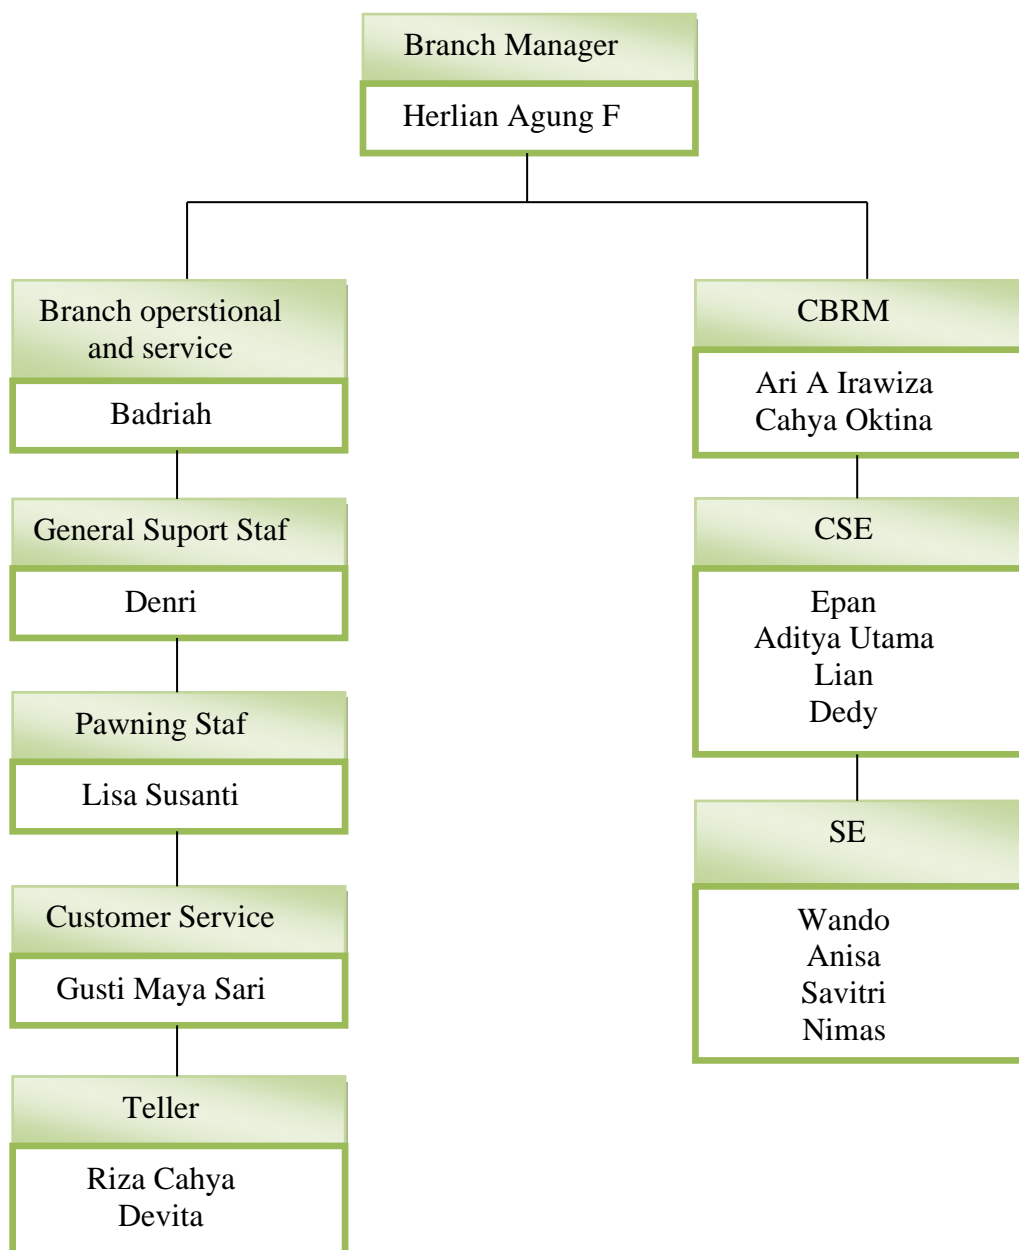 Branch Manager
Herlian Agung F
Branch operstional
and service
Badriah
General Suport Staf
Denri
Pawning Staf
Lisa Susanti
Customer Service
Gusti Maya Sari
Teller
Riza Cahya
Devita
CBRM
Ari A Irawiza
Cahya Oktina
CSE
Epan
Aditya Utama
Lian
Dedy
SE
Wando
Anisa
Savitri
Nimas